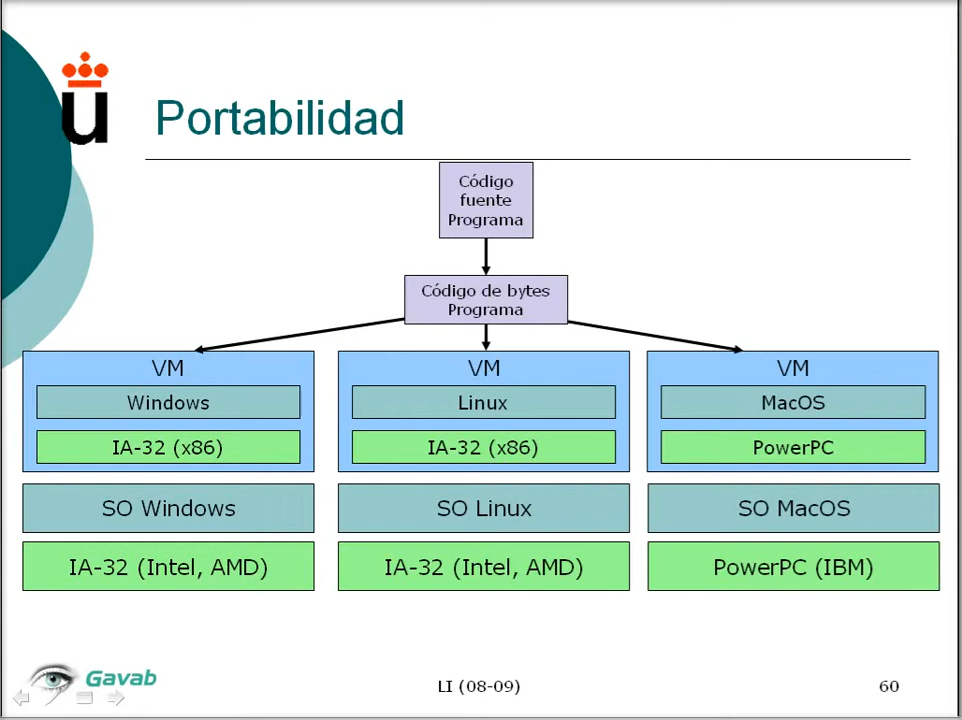 u
Portabilidad
Código
fuente
Programa
Código de bytes
Programa
VM
Windows
IA-32 (x86)
VM
Linux
IA-32 (x86)
VM
MacOS
PowerPC
SO Windows
SO Linux
SO MacOS
IA-32 (Intel, AMD)
IA-32 (Intel, AMD)
PowerPC (IBM)
Gavab
LI (08-09)
60